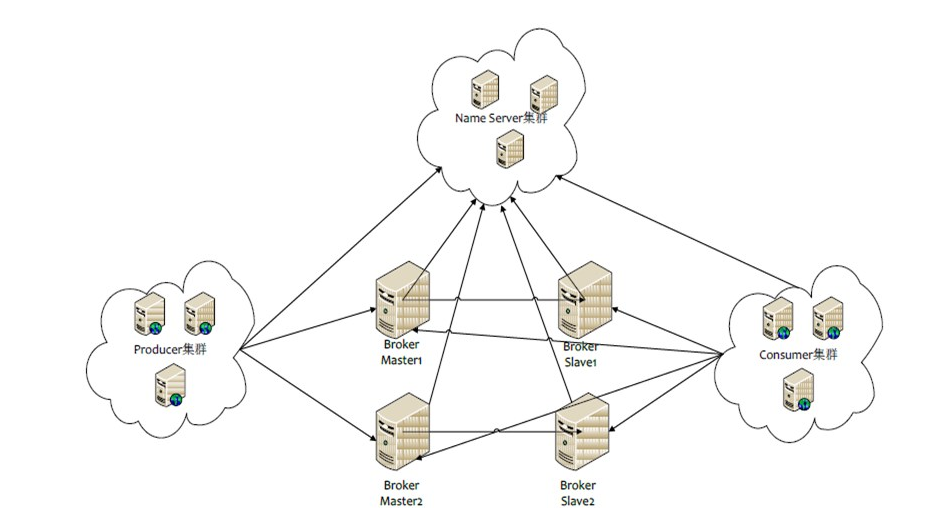 Name Server集群
Producer集群
Broker
Master1
Broker
Slave1
Consumer集群
Broker
Master2
Broker
Slave2